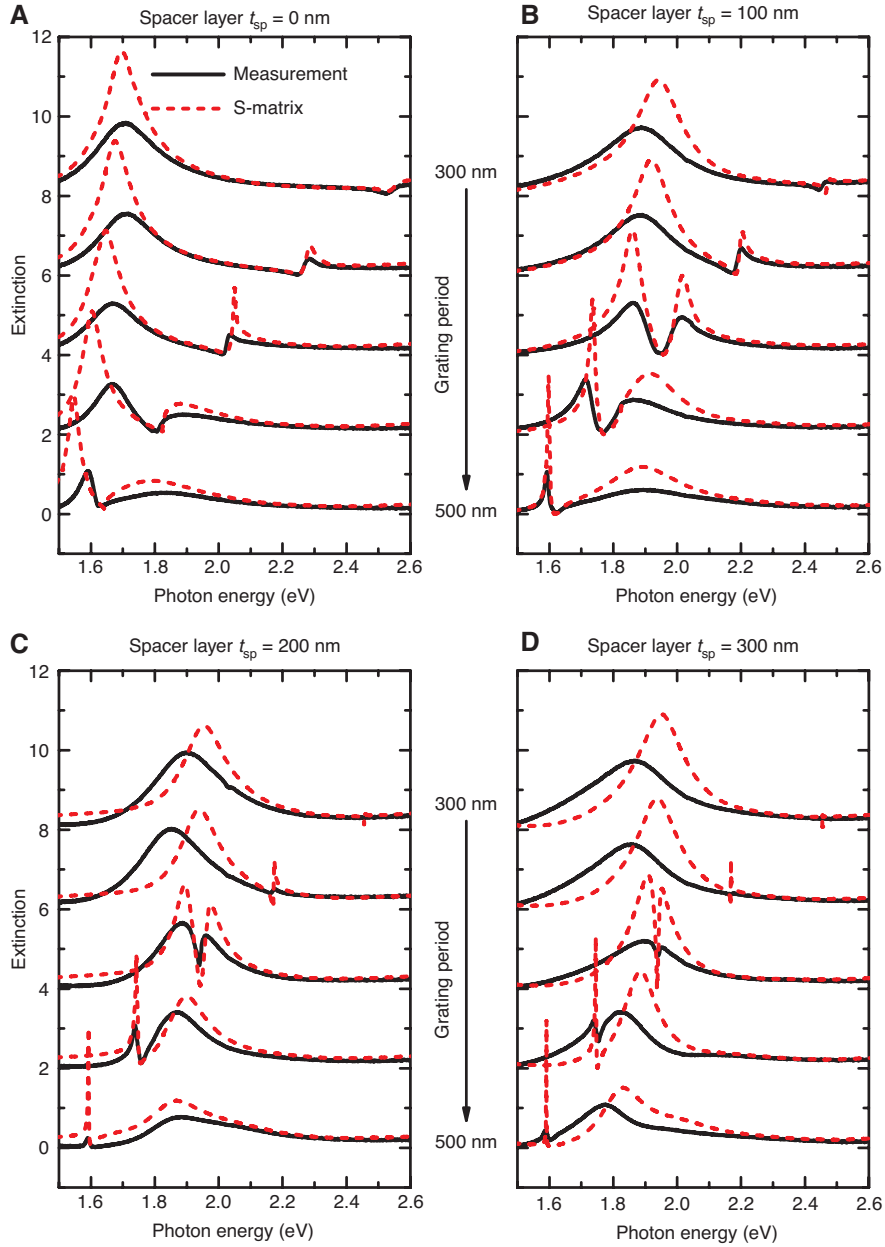 A
Spacer layer tsp = 0 nm
12
10
8
6
4
2
0
Extinction
Measurement
S-matrix
1.6 1.8 2.0 2.2 2.4 2.6
Photon energy (eV)
300 nm
Grating period
500 nm
B
Spacer layer tsp = 100 nm
1.6 1.8 2.0 2.2 2.4 2.6
Photon energy (eV)
C
Spacer layer tsp = 200 nm
12
10
8
6
4
2
0
Extinction
1.6 1.8 2.0 2.2 2.4 2.6
Photon energy (eV)
300 nm
Grating period
500 nm
D
Spacer layer tsp = 300 nm
1.6 1.8 2.0 2.2 2.4 2.6
Photon energy (eV)